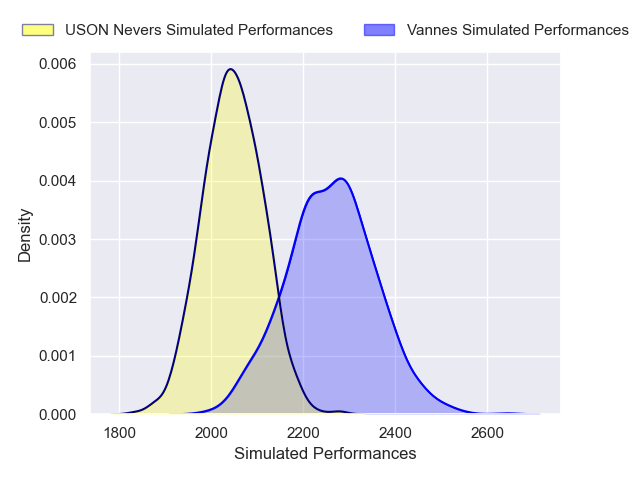 USON Nevers Simulated Performances
Vannes Simulated Performances
0.006
0.005
0.004
0.003
0.002
0.001
0.000
Density
1800 2000 2200 2400 2600
Simulated Performances